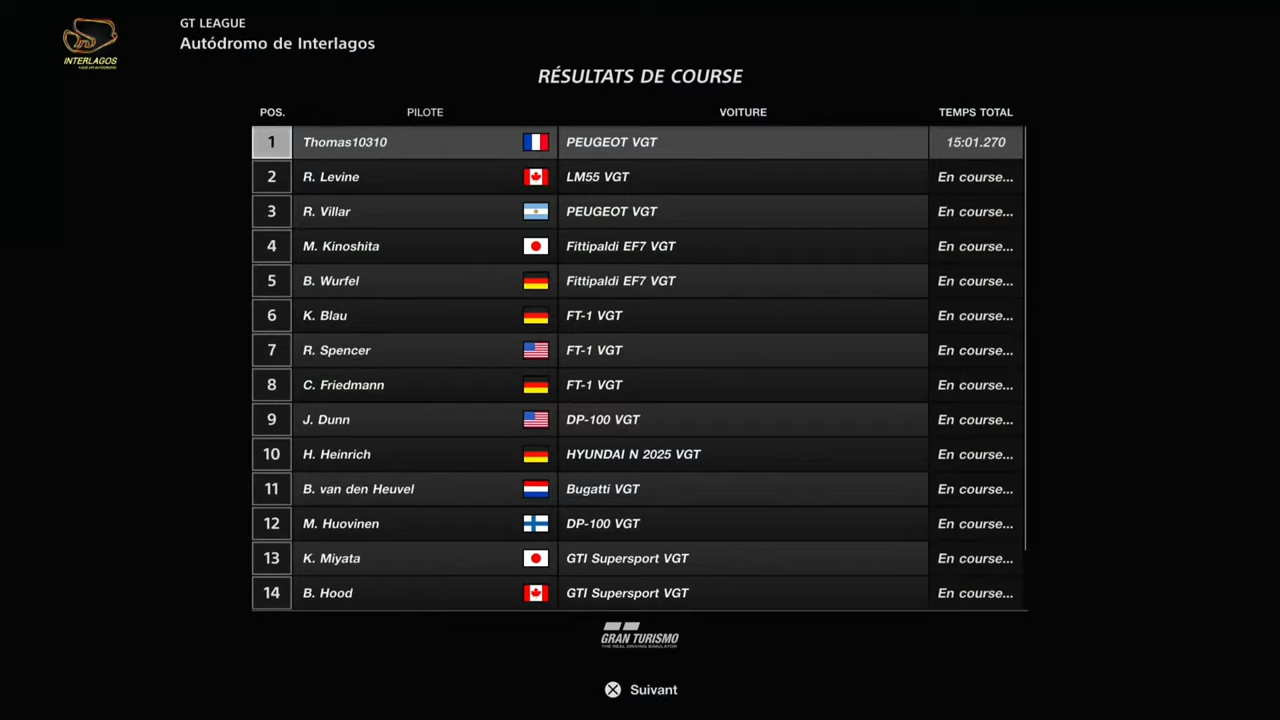 GT LEAGUE
Autódromo de Interlagos
INTERLAGOS
RÉSULTATS DE COURSE
POS. PILOTE VOITURE TEMPS TOTAL
1 Thomas10310 PEUGEOT VGT 15:01.270
2 R. Levine LM55 VGT En course...
3 R. Villar PEUGEOT VGT En course...
4 M. Kinoshita Fittipaldi EF7 VGT En course...
5 B. Wurfel Fittipaldi EF7 VGT En course...
6 K. Blau FT-1 VGT En course...
7 R. Spencer FT-1 VGT En course...
8 C. Friedmann FT-1 VGT En course...
9 J. Dunn DP-100 VGT En course...
10 H. Heinrich HYUNDAI N 2025 VGT En course...
11 B. van den Heuvel Bugatti VGT En course...
12 M. Huovinen DP-100 VGT En course...
13 K. Miyata GTI Supersport VGT En course...
14 B. Hood GTI Supersport VGT En course...
GRAN TURISMO
THE REAL DRIVING SIMULATOR
Suivant